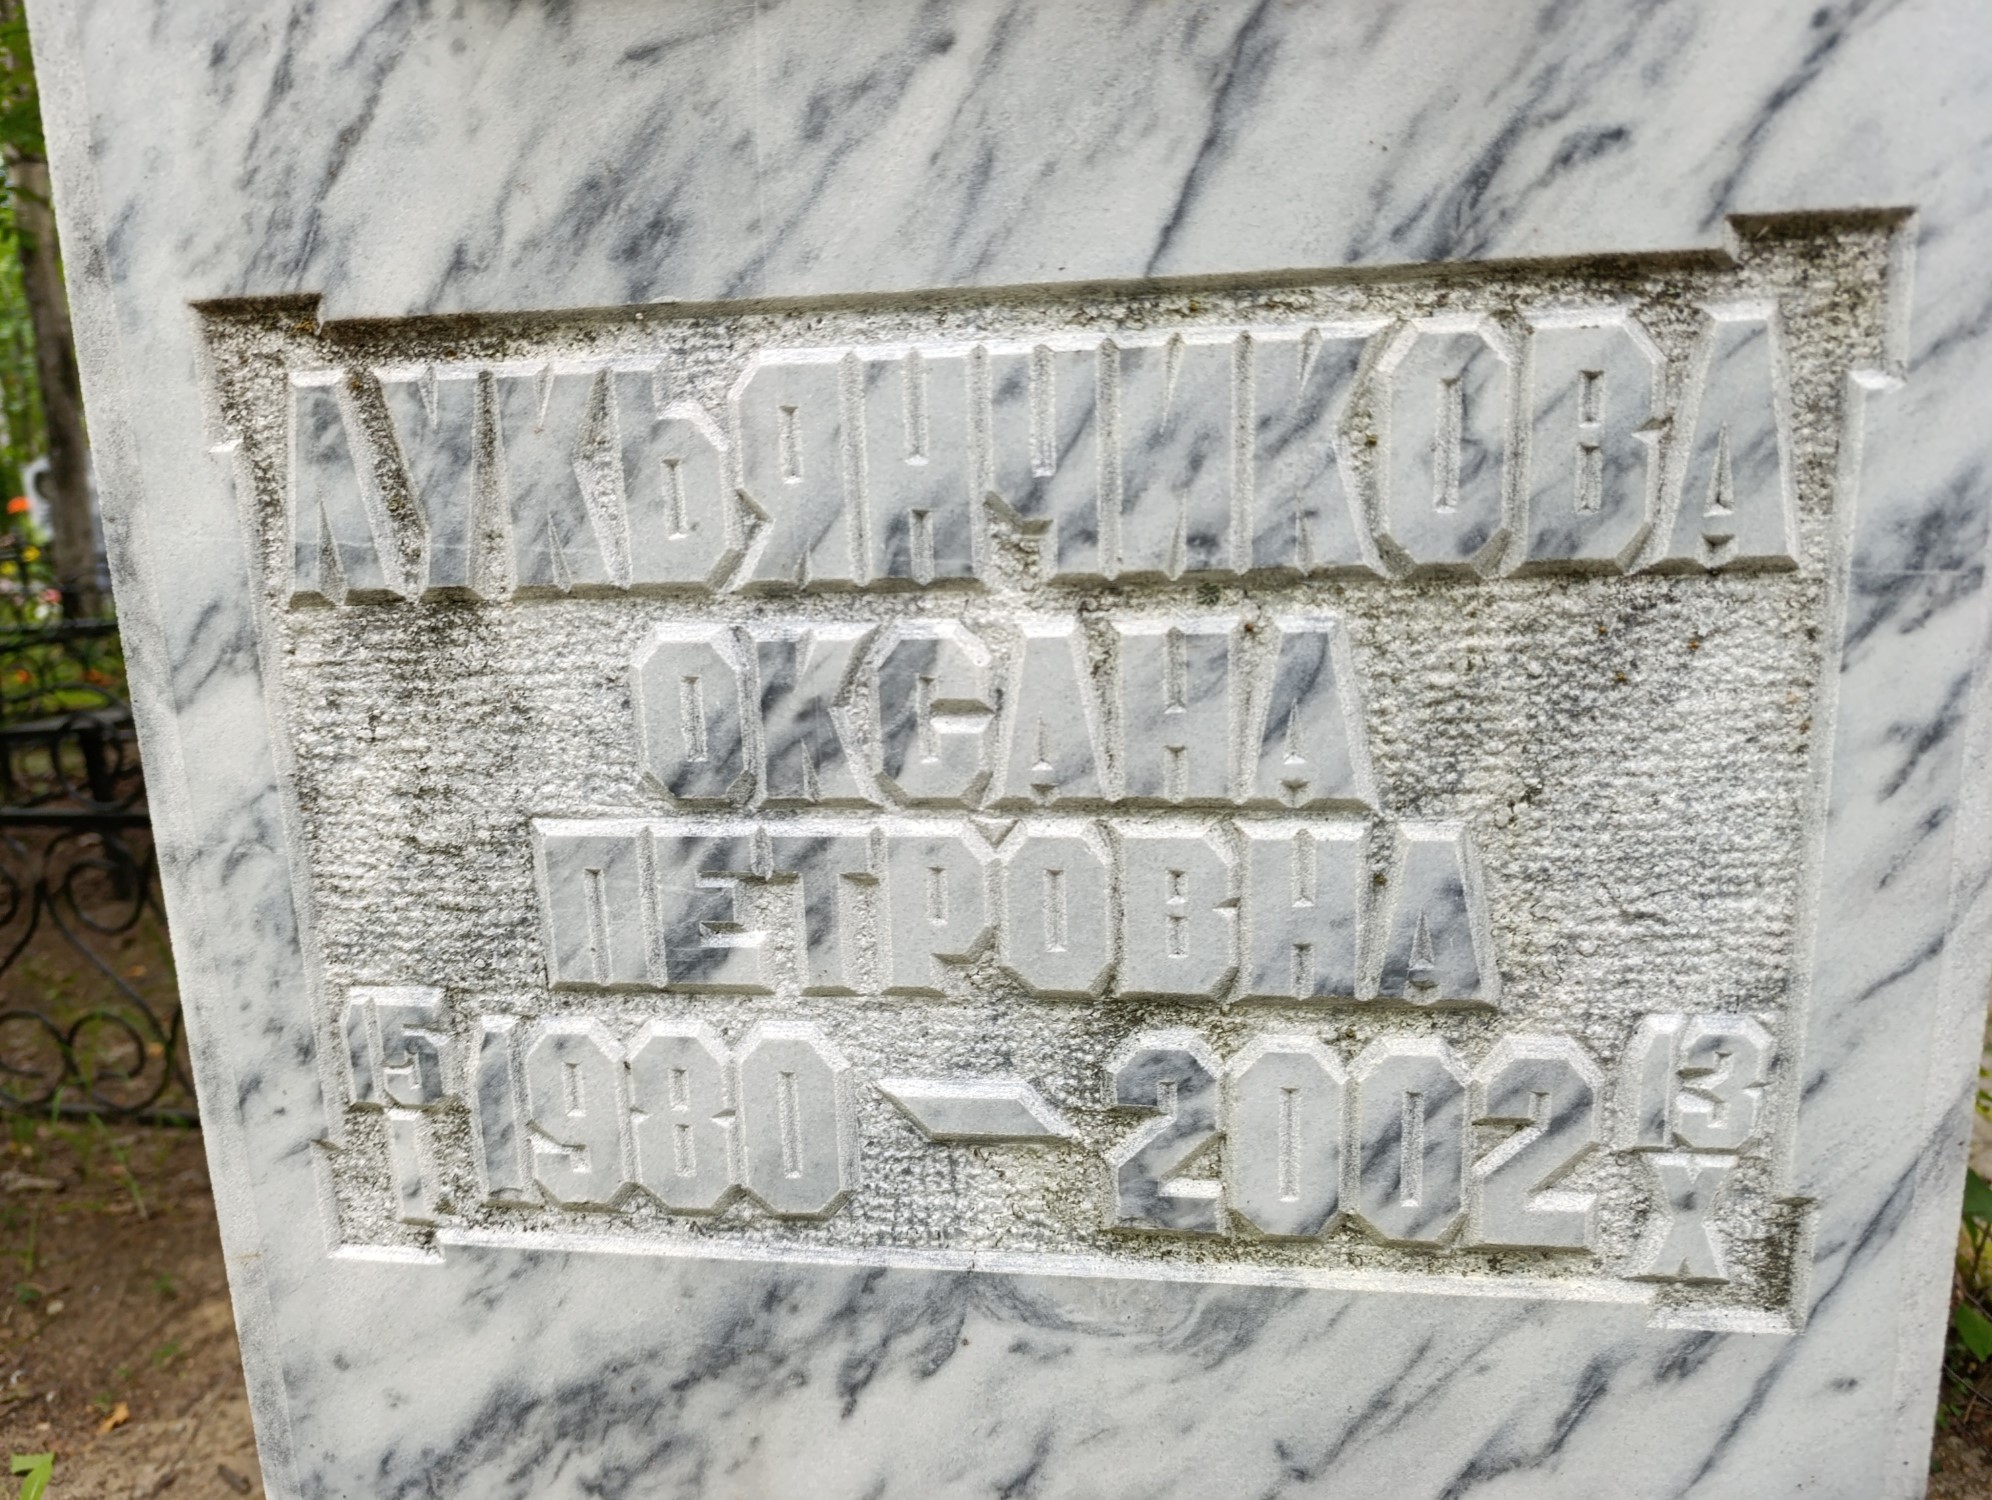 ЛУКЬЯНЧИКОВА
ОКСАНА
ПЕТРОВНА
15 I 1980 — 2002 13 X